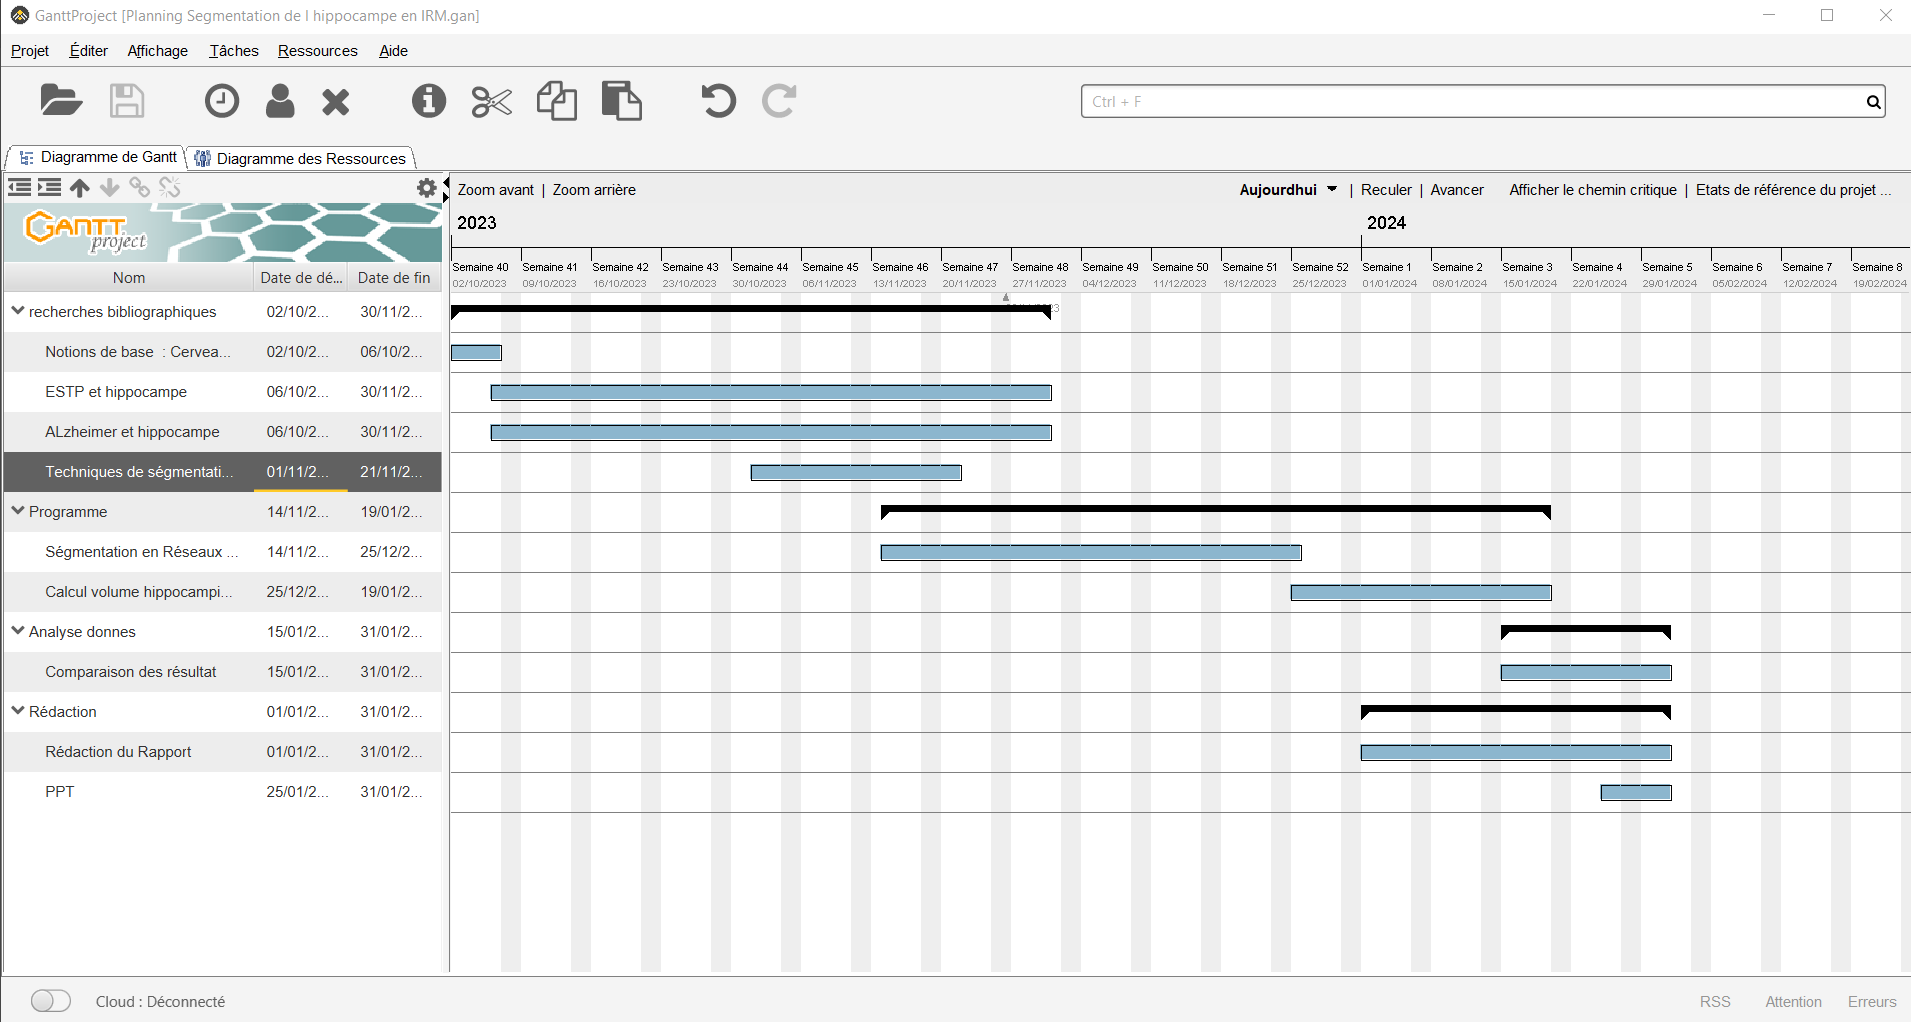 GanttProject [Planning Segmentation de l hippocampe en IRM.gan]
Projet Éditer Affichage Tâches Ressources Aide
Ctrl + F
Diagramme de Gantt Diagramme des Ressources
Zoom avant | Zoom arrière Aujourdhui | Reculer | Avancer Afficher le chemin critique | Etats de référence du projet ...
GANTT project
2023 2024
Nom Date de dé... Date de fin
Semaine 40 Semaine 41 Semaine 42 Semaine 43 Semaine 44 Semaine 45 Semaine 46 Semaine 47 Semaine 48 Semaine 49 Semaine 50 Semaine 51 Semaine 52 Semaine 1 Semaine 2 Semaine 3 Semaine 4 Semaine 5 Semaine 6 Semaine 7 Semaine 8
02/10/2023 09/10/2023 16/10/2023 23/10/2023 30/10/2023 06/11/2023 13/11/2023 20/11/2023 27/11/2023 04/12/2023 11/12/2023 18/12/2023 25/12/2023 01/01/2024 08/01/2024 15/01/2024 22/01/2024 29/01/2024 05/02/2024 12/02/2024 19/02/2024
recherches bibliographiques 02/10/2... 30/11/2...
Notions de base : Cervea... 02/10/2... 06/10/2...
ESTP et hippocampe 06/10/2... 30/11/2...
ALzheimer et hippocampe 06/10/2... 30/11/2...
Techniques de ségmentati... 01/11/2... 21/11/2...
Programme 14/11/2... 19/01/2...
Ségmentation en Réseaux ... 14/11/2... 25/12/2...
Calcul volume hippocampi... 25/12/2... 19/01/2...
Analyse donnes 15/01/2... 31/01/2...
Comparaison des résultat 15/01/2... 31/01/2...
Rédaction 01/01/2... 31/01/2...
Rédaction du Rapport 01/01/2... 31/01/2...
PPT 25/01/2... 31/01/2...
Cloud : Déconnecté RSS Attention Erreurs